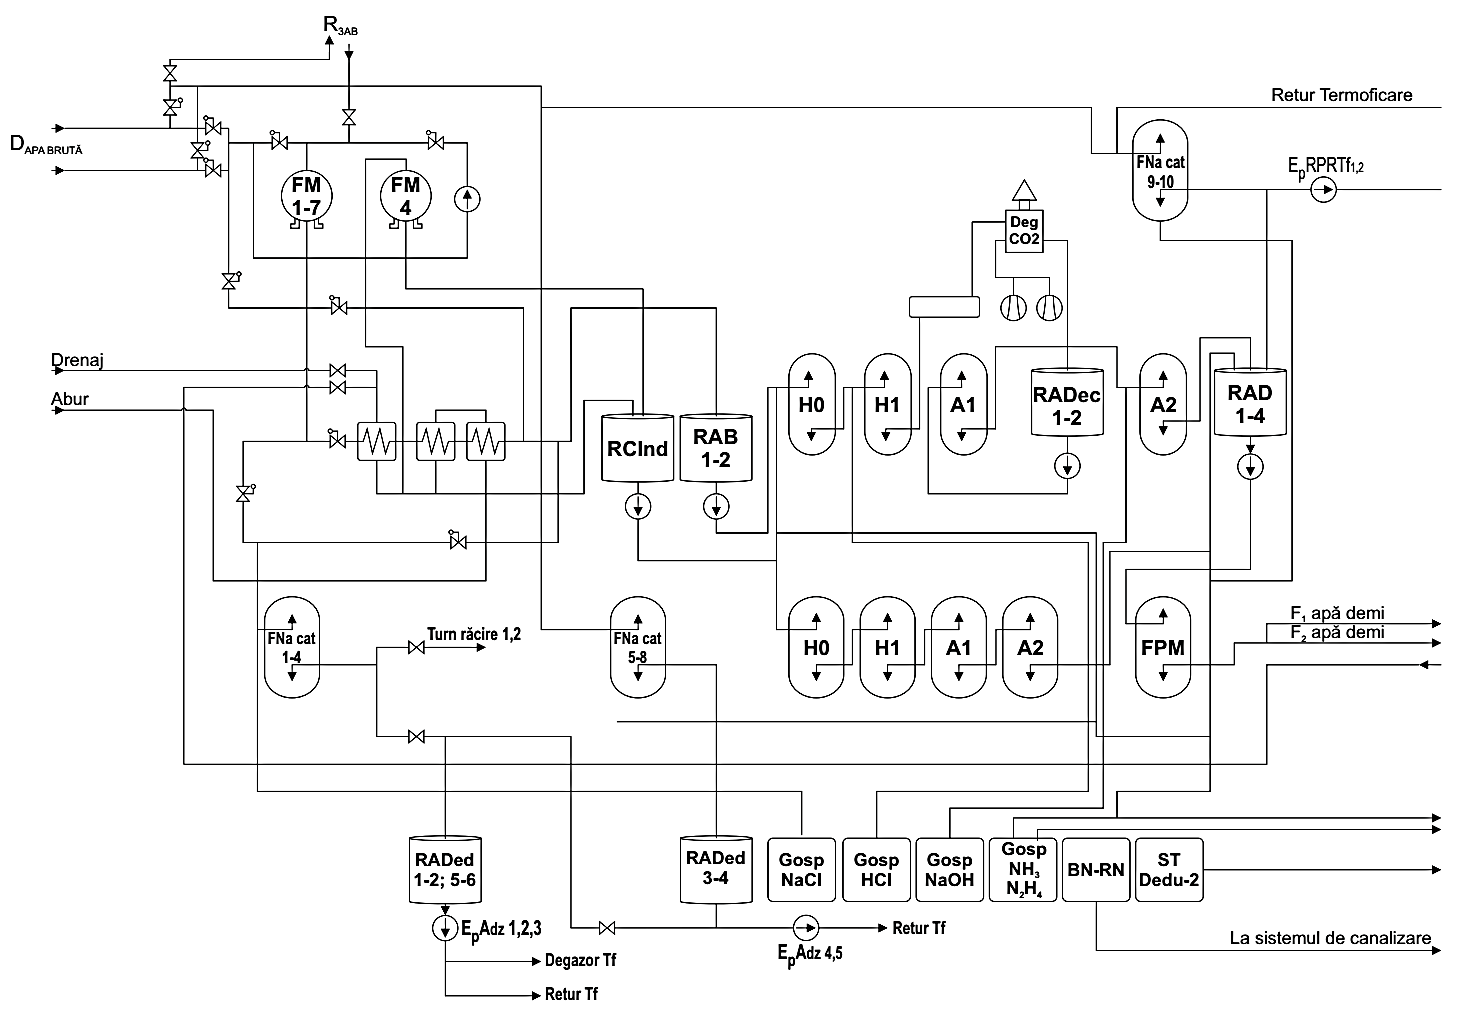 R3AB
Retur Termoficare
DAPA BRUTĂ
FNa cat
9-10
EpRPRTf1,2
FM
1-7
FM
4
Deg
CO2
Drenaj
Abur
H0
H1
A1
RADec
1-2
A2
RAD
1-4
RCInd
RAB
1-2
F1 apă demi
F2 apă demi
FNa cat
1-4
Turn răcire 1,2
FNa cat
5-8
H0
H1
A1
A2
FPM
RADed
1-2; 5-6
RADed
3-4
Gosp
NaCl
Gosp
HCl
Gosp
NaOH
Gosp
NH3
N2H4
BN-RN
ST
Dedu-2
EpAdz 1,2,3
Retur Tf
EpAdz 4,5
La sistemul de canalizare
Degazor Tf
Retur Tf